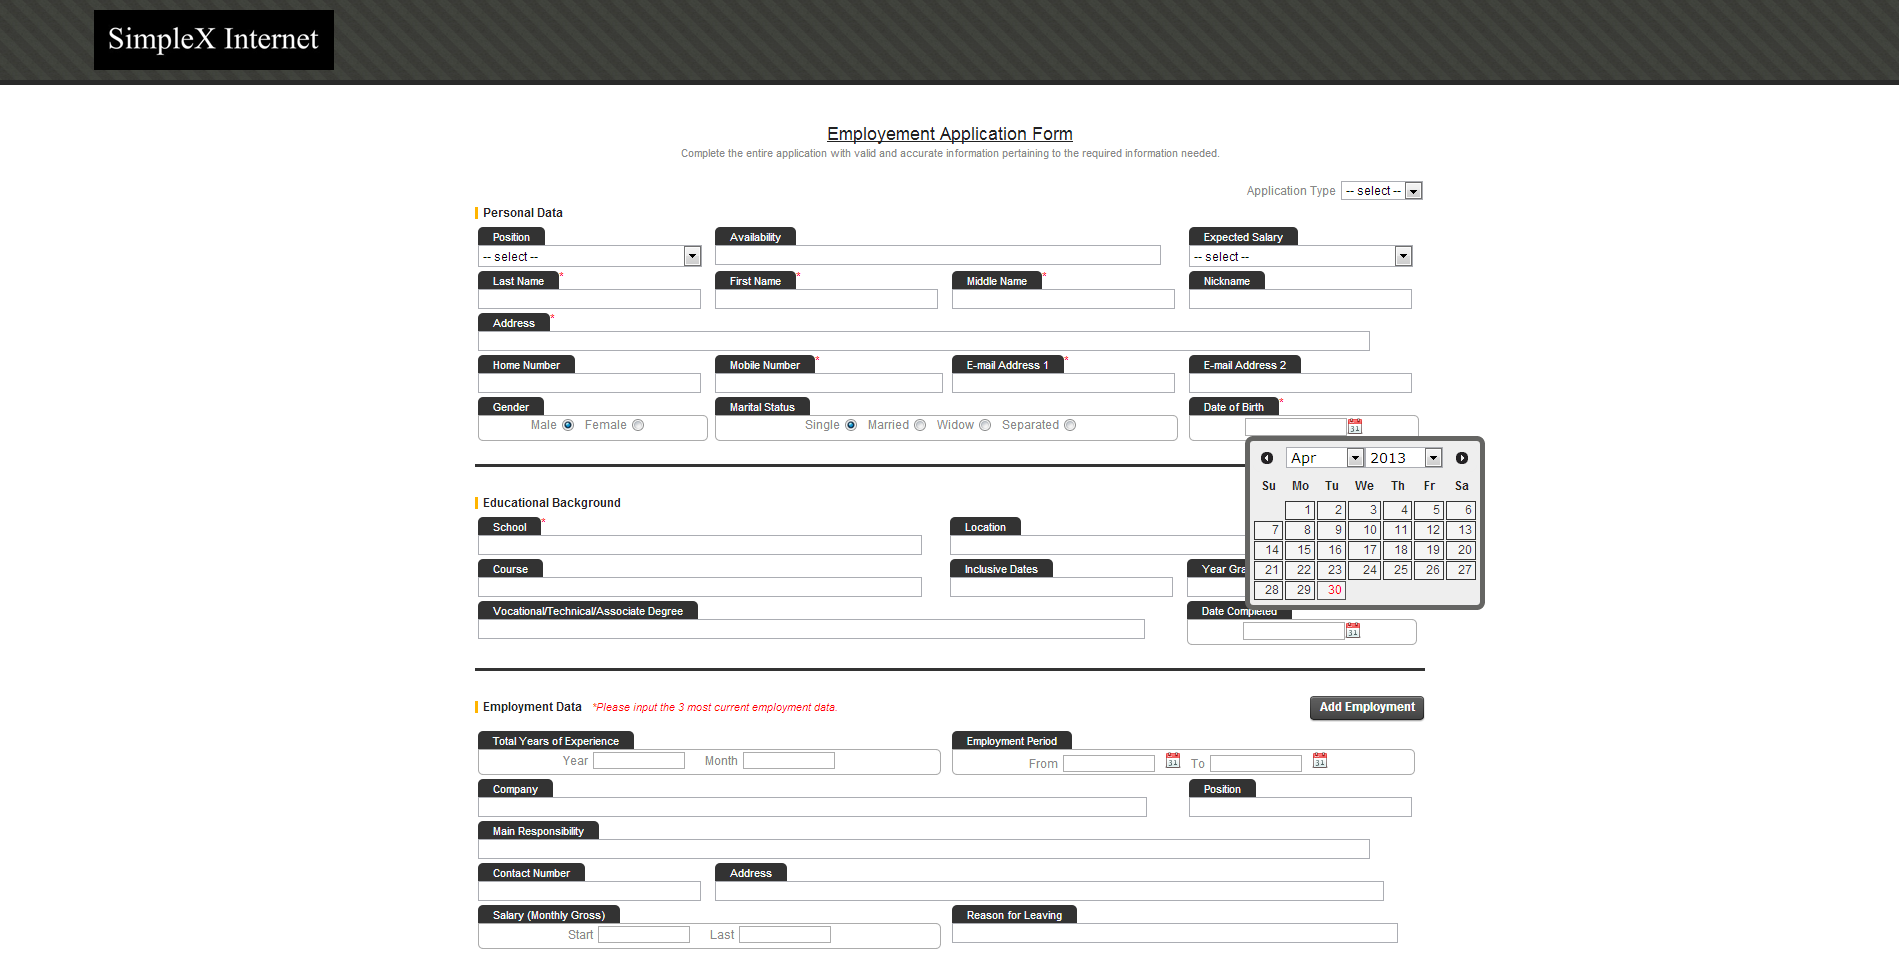 SimpleX Internet
Employement Application Form
Complete the entire application with valid and accurate information pertaining to the required information needed.
Application Type -- select --
Personal Data
Position Availability Expected Salary
-- select -- -- select --
Last Name* First Name* Middle Name* Nickname
Address*
Home Number Mobile Number* E-mail Address 1* E-mail Address 2
Gender Marital Status Date of Birth*
Male Female Single Married Widow Separated 31
Apr 2013
Su Mo Tu We Th Fr Sa
1 2 3 4 5 6
7 8 9 10 11 12 13
14 15 16 17 18 19 20
21 22 23 24 25 26 27
28 29 30
Educational Background
School* Location
Course Inclusive Dates Year Gra
Vocational/Technical/Associate Degree Date Completed
31
Employment Data *Please input the 3 most current employment data. Add Employment
Total Years of Experience Employment Period
Year Month From 31 To 31
Company Position
Main Responsibility
Contact Number Address
Salary (Monthly Gross) Reason for Leaving
Start Last